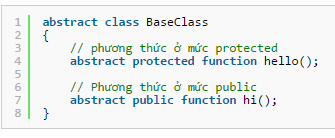 1 abstract class BaseClass
2 {
3     // phương thức ở mức protected
4     abstract protected function hello();
5
6     // Phương thức ở mức public
7     abstract public function hi();
8 }